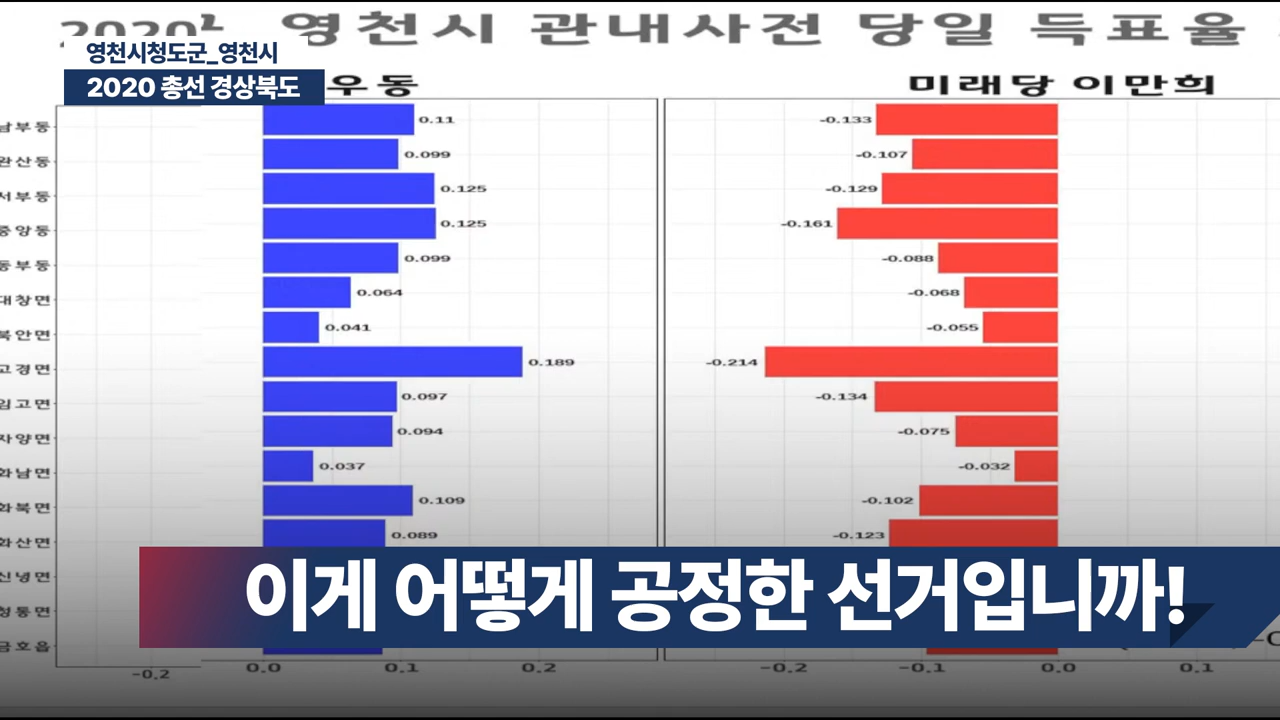 2020년 영천시 관내사전 당일 득표율
영천시청도군_영천시
2020 총선 경상북도
우동
미래당 이만희
남부동 0.11 -0.133
완산동 0.099 -0.107
서부동 0.125 -0.129
중앙동 0.125 -0.161
동부동 0.099 -0.088
대창면 0.064 -0.068
북안면 0.041 -0.055
고경면 0.189 -0.214
임고면 0.097 -0.134
자양면 0.094 -0.075
화남면 0.037 -0.032
화북면 0.109 -0.102
화산면 0.089 -0.123
신녕면
청통면
금호읍
이게 어떻게 공정한 선거입니까!
-0.2 0.0 0.1 0.2 -0.2 -0.1 0.0 0.1